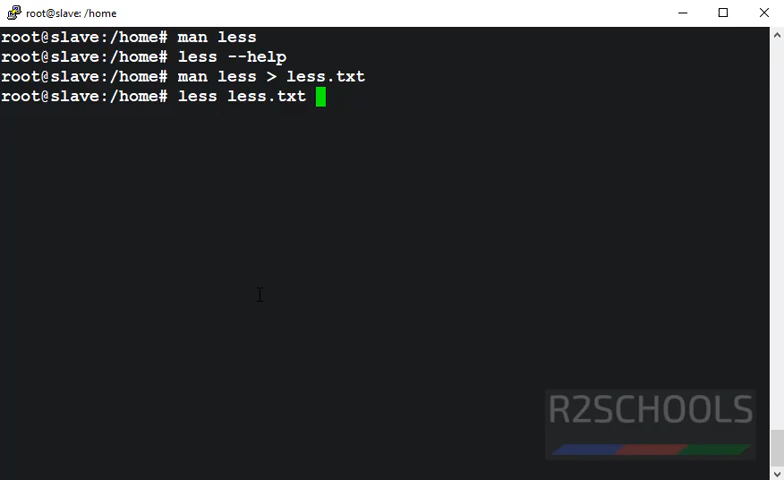 root@slave: /home
root@slave:/home# man less
root@slave:/home# less --help
root@slave:/home# man less > less.txt
root@slave:/home# less less.txt
R2SCHOOLS